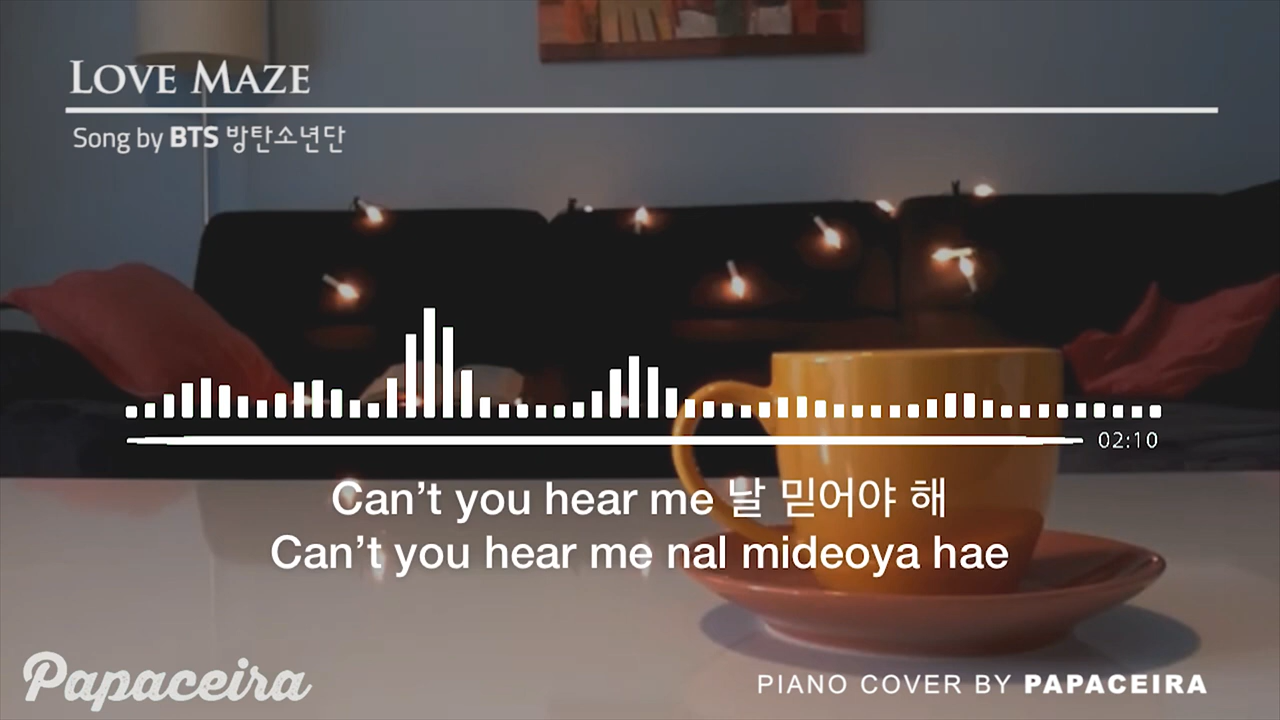 LOVE MAZE
Song by BTS 방탄소년단
02:10
Can't you hear me 날 믿어야 해
Can't you hear me nal mideoya hae
Papaceira
PIANO COVER BY PAPACEIRA